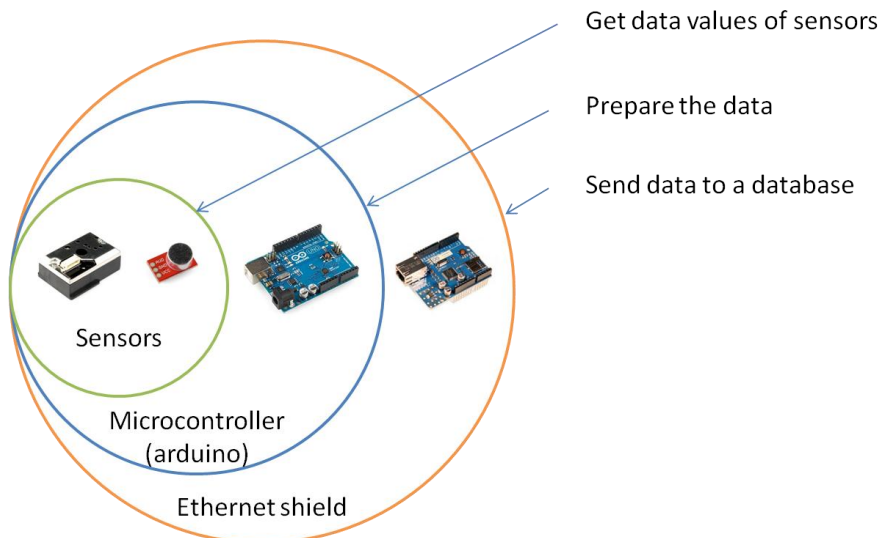 Get data values of sensors
Prepare the data
Send data to a database
Sensors
Microcontroller
(arduino)
Ethernet shield